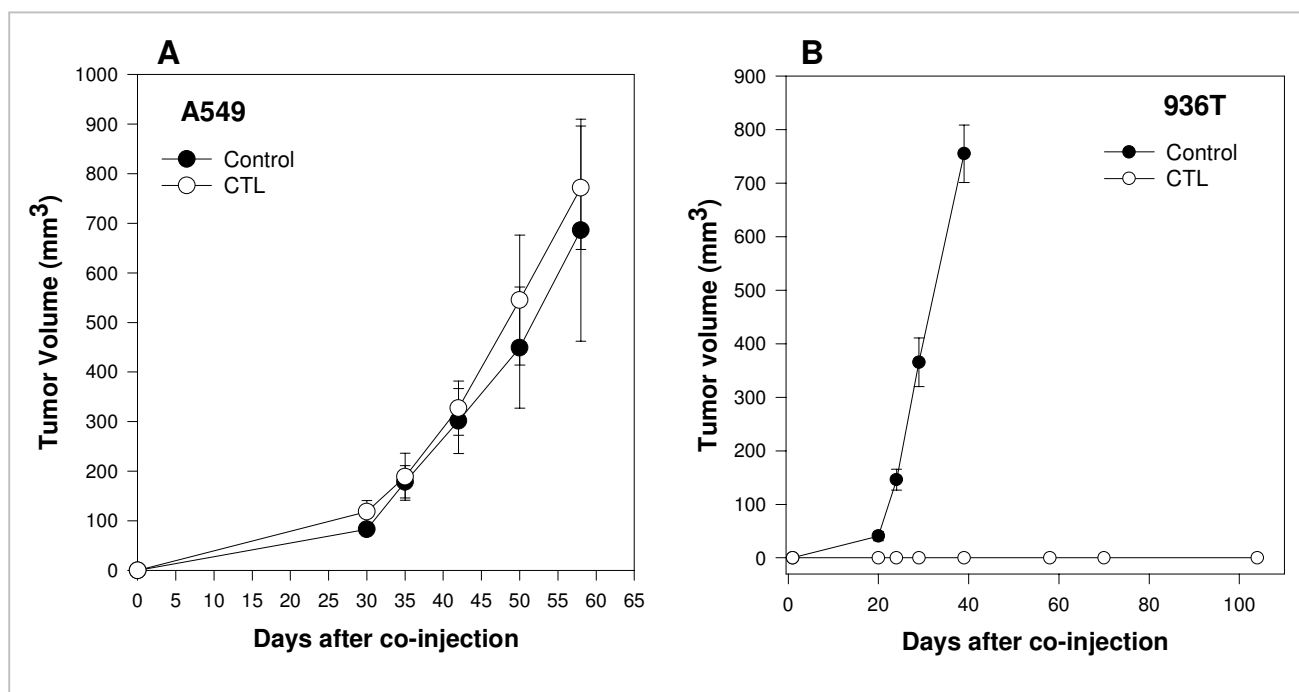 A
A549
Control
CTL
Tumor Volume (mm³)
1000
900
800
700
600
500
400
300
200
100
0
0 5 10 15 20 25 30 35 40 45 50 55 60 65
Days after co-injection
B
936T
Control
CTL
Tumor volume (mm³)
900
800
700
600
500
400
300
200
100
0
0 20 40 60 80 100
Days after co-injection